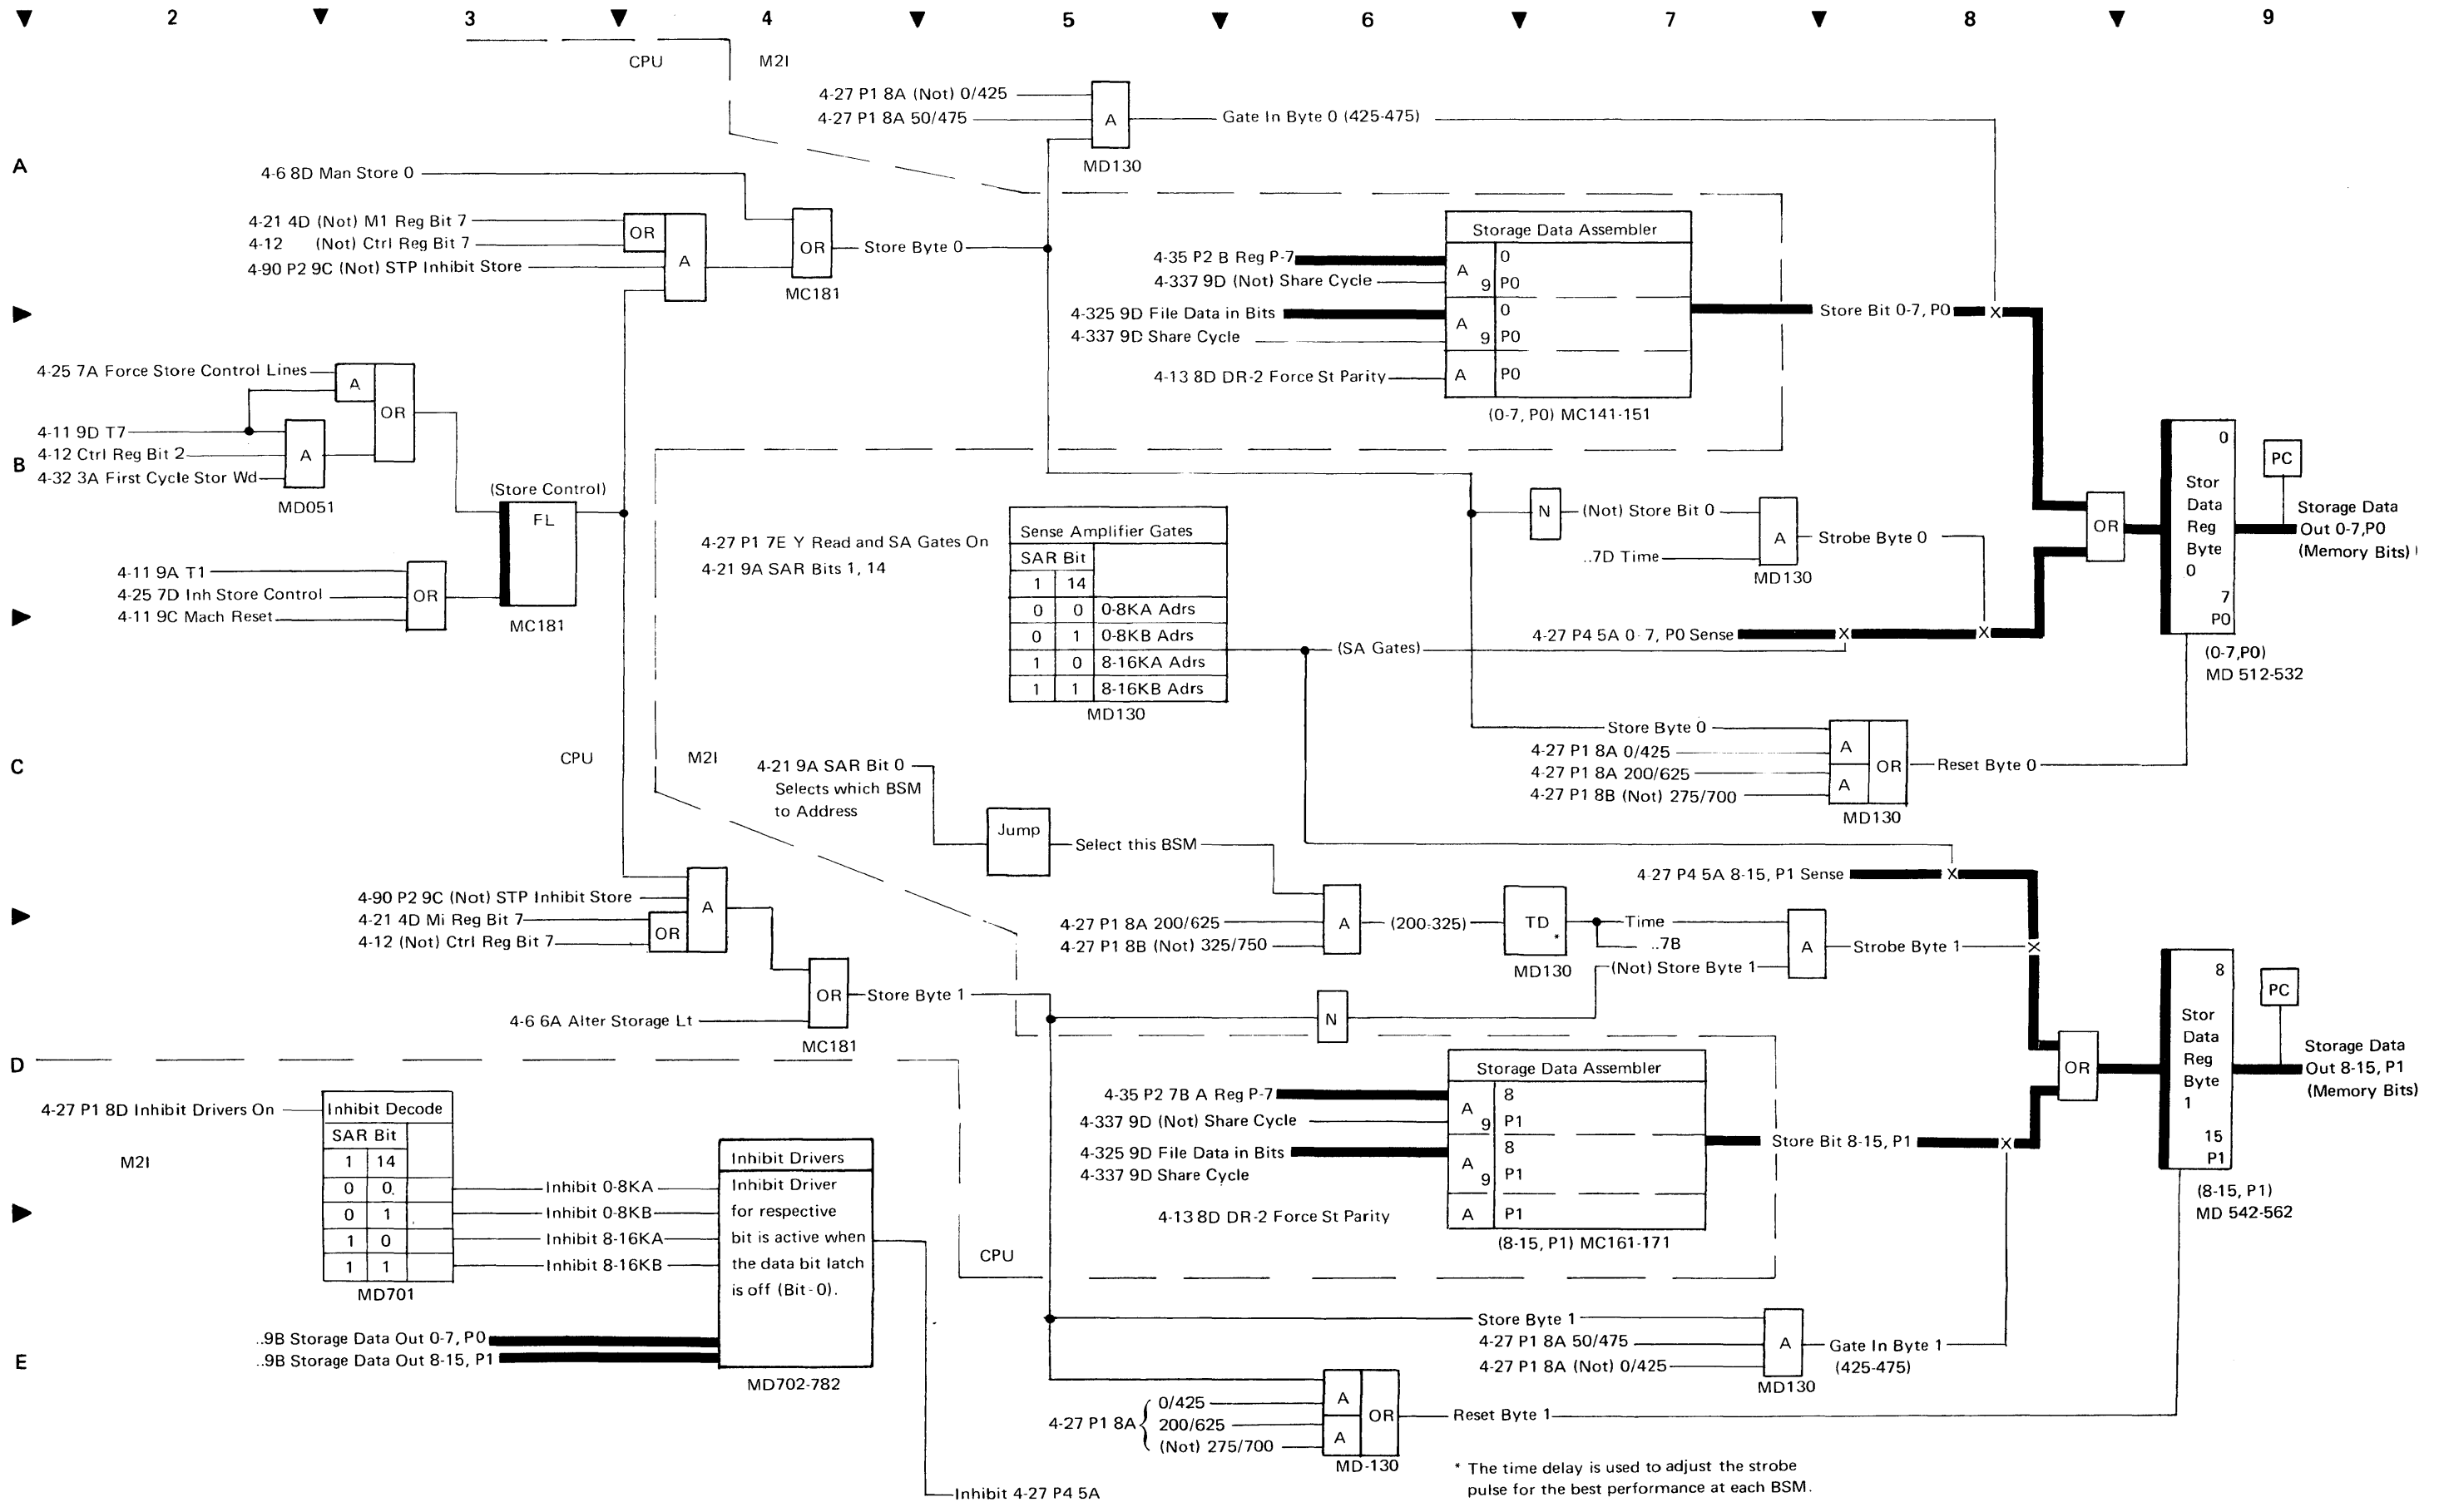 2 3 4 5 6 7 8 9
CPU
M2I
4-27 P1 8A (Not) 0/425
4-27 P1 8A 50/475
A
Gate In Byte 0 (425-475)
MD130
A
4-6 8D Man Store 0
4-21 4D (Not) M1 Reg Bit 7
4-12 (Not) Ctrl Reg Bit 7
4-90 P2 9C (Not) STP Inhibit Store
OR
A
OR
Store Byte 0
MC181
Storage Data Assembler
4-35 P2 B Reg P-7
4-337 9D (Not) Share Cycle
A
9
0
P0
4-325 9D File Data in Bits
4-337 9D Share Cycle
A
9
0
P0
4-13 8D DR-2 Force St Parity
A
P0
(0-7, P0) MC141-151
Store Bit 0-7, P0
X
4-25 7A Force Store Control Lines
A
OR
4-11 9D T7
4-12 Ctrl Reg Bit 2
4-32 3A First Cycle Stor Wd
A
MD051
B
(Store Control)
FL
MC181
4-11 9A T1
4-25 7D Inh Store Control
4-11 9C Mach Reset
OR
4-27 P1 7E Y Read and SA Gates On
4-21 9A SAR Bits 1, 14
Sense Amplifier Gates
SAR Bit
1 14
0 0 0-8KA Adrs
0 1 0-8KB Adrs
1 0 8-16KA Adrs
1 1 8-16KB Adrs
MD130
(SA Gates)
N
(Not) Store Bit 0
..7D Time
A
MD130
Strobe Byte 0
4-27 P4 5A 0-7, P0 Sense
X
X
OR
0
Stor
Data
Reg
Byte
0
7
P0
(0-7,P0)
MD 512-532
PC
Storage Data
Out 0-7,P0
(Memory Bits)
Store Byte 0
4-27 P1 8A 0/425
4-27 P1 8A 200/625
4-27 P1 8B (Not) 275/700
A
A
OR
MD130
Reset Byte 0
C
CPU
M2I
4-21 9A SAR Bit 0
Selects which BSM
to Address
Jump
Select this BSM
4-27 P1 8A 200/625
4-27 P1 8B (Not) 325/750
A
(200-325)
TD
*
MD130
Time
..7B
(Not) Store Byte 1
A
Strobe Byte 1
4-27 P4 5A 8-15, P1 Sense
X
X
4-90 P2 9C (Not) STP Inhibit Store
4-21 4D Mi Reg Bit 7
4-12 (Not) Ctrl Reg Bit 7
A
OR
4-6 6A Alter Storage Lt
OR
Store Byte 1
MC181
N
D
Storage Data Assembler
4-35 P2 7B A Reg P-7
4-337 9D (Not) Share Cycle
A
9
8
P1
4-325 9D File Data in Bits
4-337 9D Share Cycle
A
9
8
P1
4-13 8D DR-2 Force St Parity
A
P1
(8-15, P1) MC161-171
Store Bit 8-15, P1
X
OR
8
Stor
Data
Reg
Byte
1
15
P1
(8-15, P1)
MD 542-562
PC
Storage Data
Out 8-15, P1
(Memory Bits)
4-27 P1 8D Inhibit Drivers On
M2I
Inhibit Decode
SAR Bit
1 14
0 0
0 1
1 0
1 1
MD701
Inhibit 0-8KA
Inhibit 0-8KB
Inhibit 8-16KA
Inhibit 8-16KB
Inhibit Drivers
Inhibit Driver
for respective
bit is active when
the data bit latch
is off (Bit-0).
MD702-782
CPU
..9B Storage Data Out 0-7, P0
..9B Storage Data Out 8-15, P1
E
Store Byte 1
4-27 P1 8A 50/475
4-27 P1 8A (Not) 0/425
A
MD130
Gate In Byte 1
(425-475)
4-27 P1 8A
0/425
200/625
(Not) 275/700
A
A
OR
MD-130
Reset Byte 1
Inhibit 4-27 P4 5A
* The time delay is used to adjust the strobe
pulse for the best performance at each BSM.